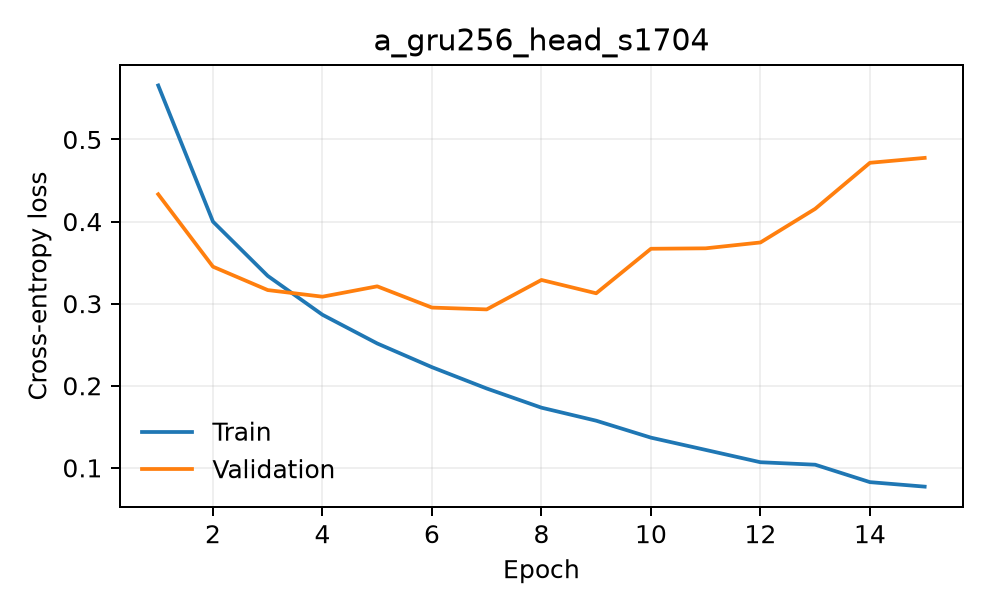 a_gru256_head_s1704
Cross-entropy loss
0.5
0.4
0.3
0.2
0.1
Train
Validation
2 4 6 8 10 12 14
Epoch